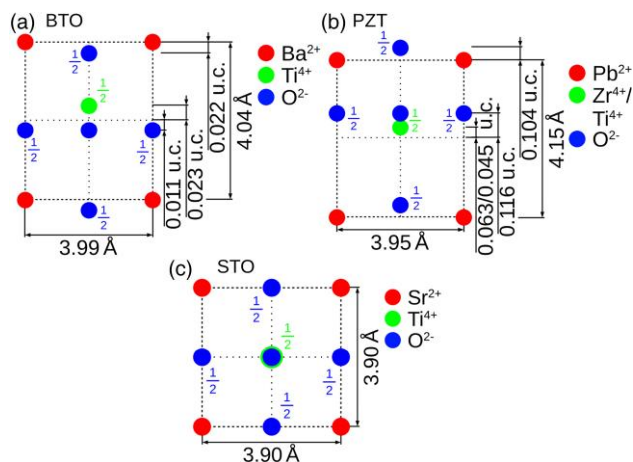 (a) BTO
1/2
1/2
1/2
1/2
1/2
Ba2+
Ti4+
O2-
0.011 u.c.
0.023 u.c.
0.022 u.c.
4.04 Å
3.99 Å
(b) PZT
1/2
1/2
1/2
1/2
1/2
Pb2+
Zr4+/
Ti4+
O2-
0.063/0.045 u.c.
0.116 u.c.
0.104 u.c.
4.15 Å
3.95 Å
(c) STO
1/2
1/2
1/2
1/2
1/2
Sr2+
Ti4+
O2-
3.90 Å
3.90 Å